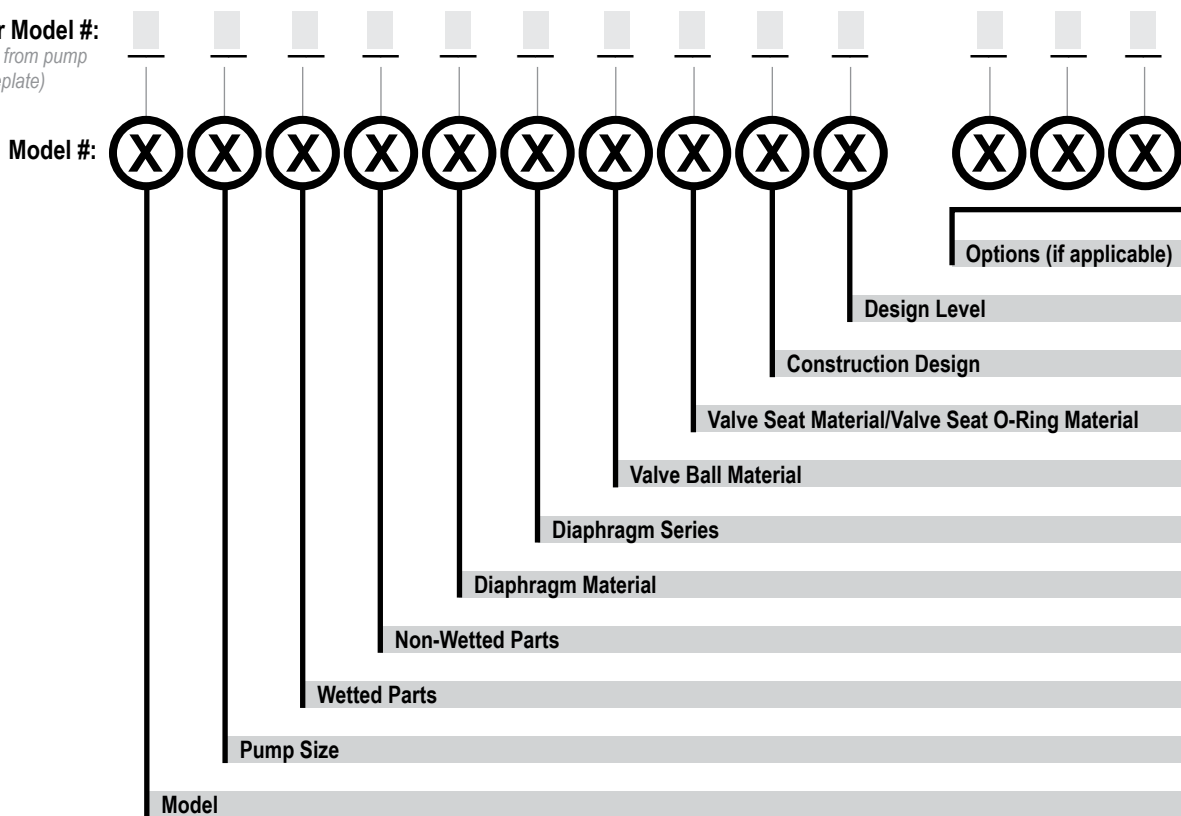 r Model #:
from pump
eplate)
Model #: X X X X X X X X X X X X X
Options (if applicable)
Design Level
Construction Design
Valve Seat Material/Valve Seat O-Ring Material
Valve Ball Material
Diaphragm Series
Diaphragm Material
Non-Wetted Parts
Wetted Parts
Pump Size
Model